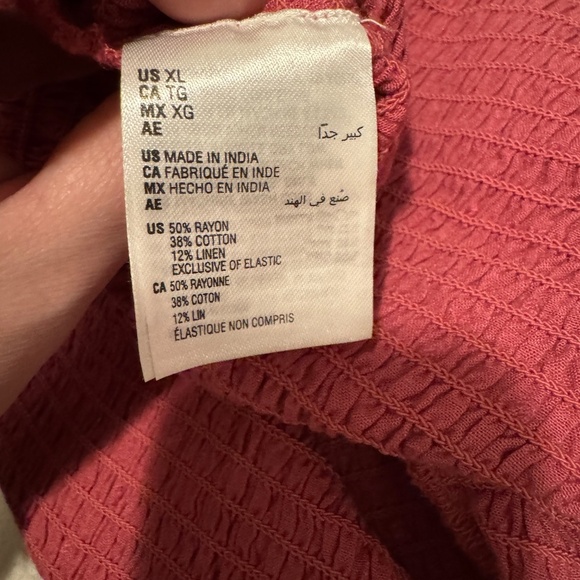 US XL
CA TG
MX XG
AE كبير جدًا
US MADE IN INDIA
CA FABRIQUÉ EN INDE
MX HECHO EN INDIA
AE صُنع في الهند
US 50% RAYON
38% COTTON
12% LINEN
EXCLUSIVE OF ELASTIC
CA 50% RAYONNE
38% COTON
12% LIN
ÉLASTIQUE NON COMPRIS